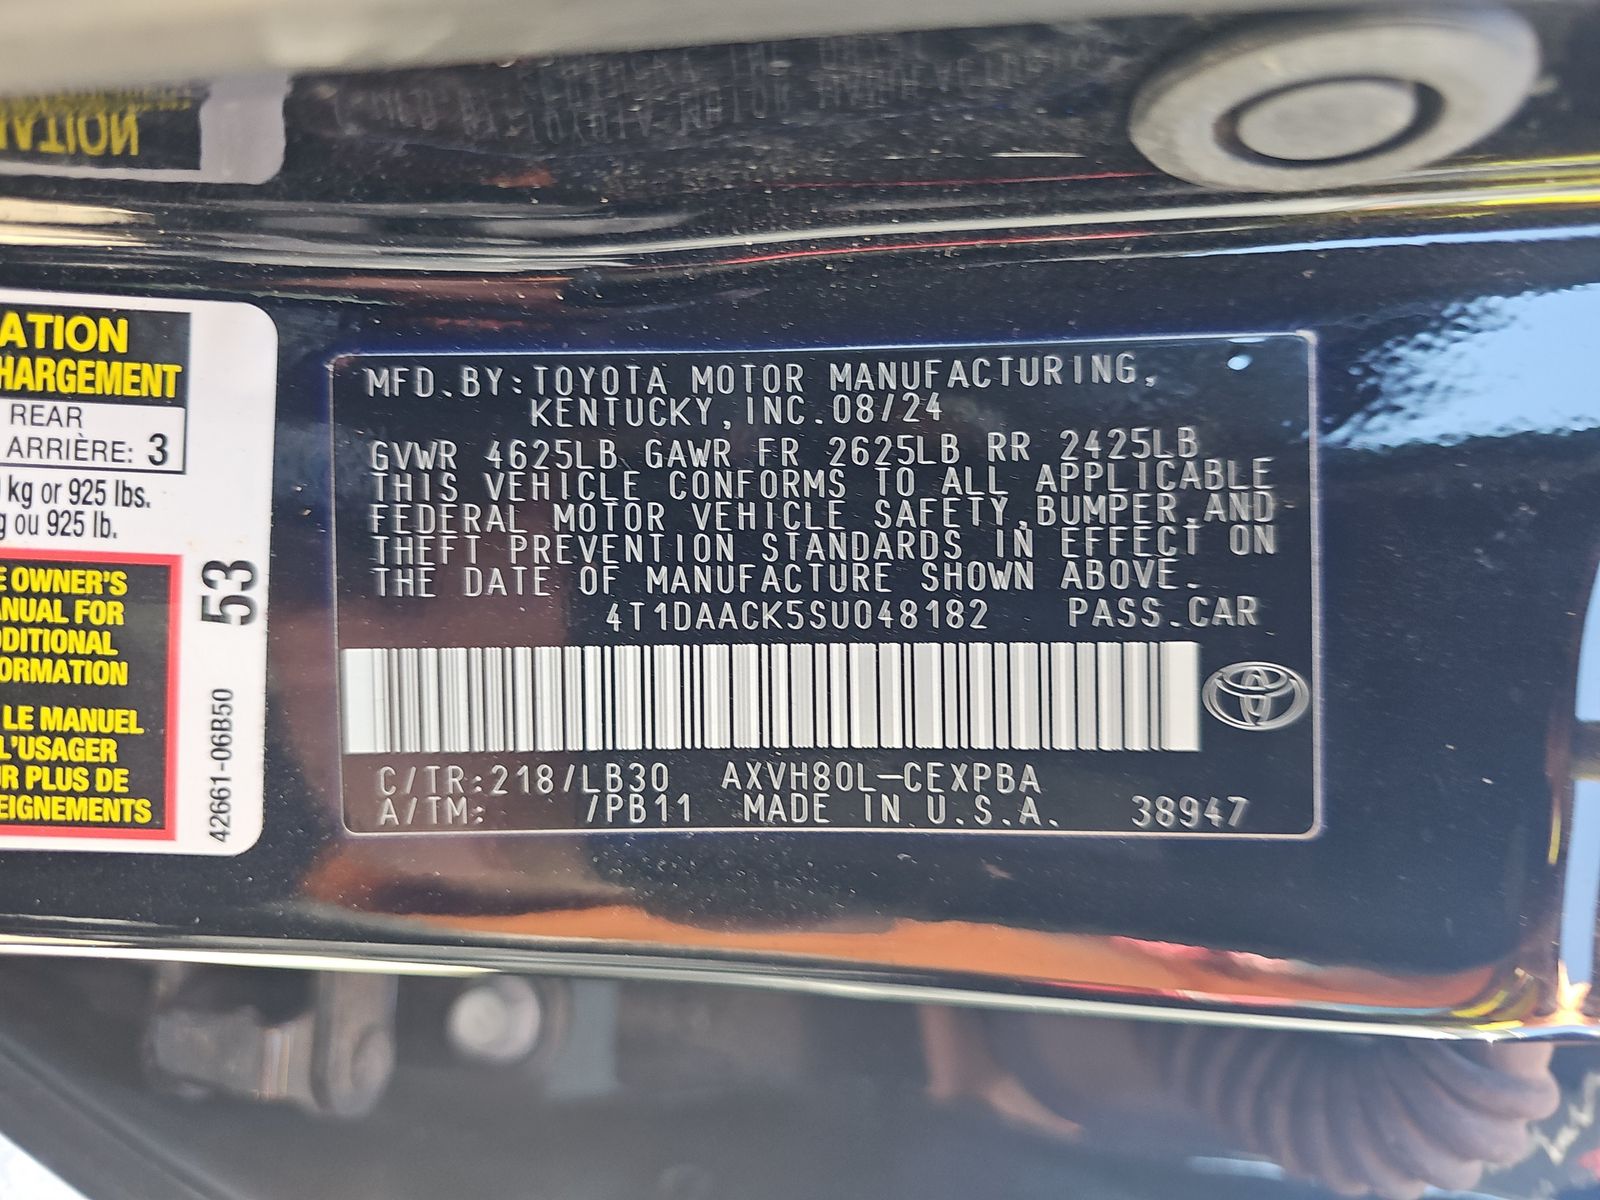 ATION
HARGEMENT
REAR
ARRIÈRE: 3
kg or 925 lbs.
g ou 925 lb.
E OWNER'S
ANUAL FOR
DDITIONAL
FORMATION
LE MANUEL
L'USAGER
R PLUS DE
EIGNEMENTS
53
42661-06B50
MFD.BY:TOYOTA MOTOR MANUFACTURING,
KENTUCKY, INC. 08/24
GVWR 4625LB GAWR FR 2625LB RR 2425LB
THIS VEHICLE CONFORMS TO ALL APPLICABLE
FEDERAL MOTOR VEHICLE SAFETY,BUMPER,AND
THEFT PREVENTION STANDARDS IN EFFECT ON
THE DATE OF MANUFACTURE SHOWN ABOVE.
4T1DAACK5SU048182 PASS.CAR
C/TR:218/LB30 AXVH80L-CEXPBA
A/TM: /PB11 MADE IN U.S.A. 38947